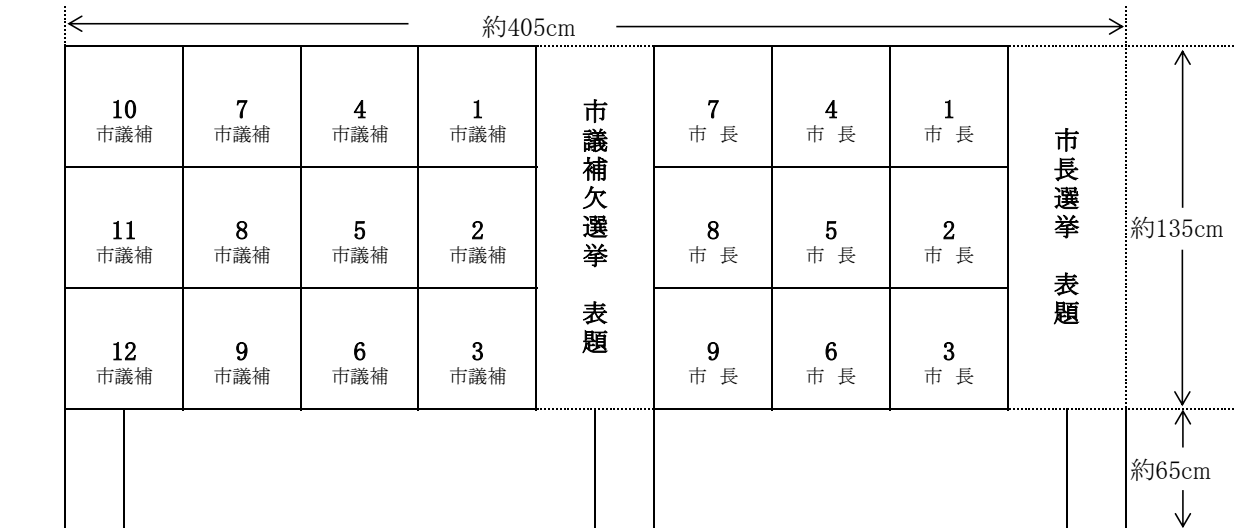 約405cm
10 7 4 1 7 4 1
市議補 市議補 市議補 市議補 市 長 市 長 市 長
11 8 5 2 8 5 2
市議補 市議補 市議補 市議補 市 長 市 長 市 長
12 9 6 3 9 6 3
市議補 市議補 市議補 市議補 市 長 市 長 市 長
市議補欠選挙 表題
市長選挙 表題
約135cm
約65cm